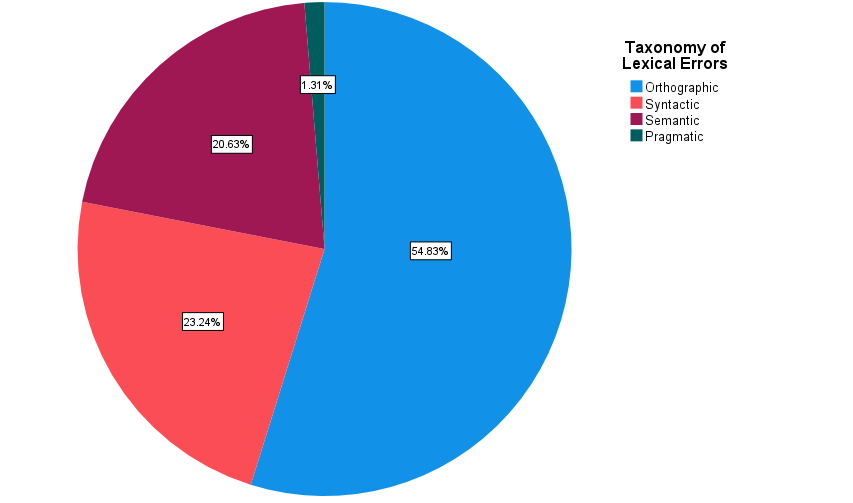 Taxonomy of
Lexical Errors
Orthographic
Syntactic
Semantic
Pragmatic
1.31%
20.63%
54.83%
23.24%